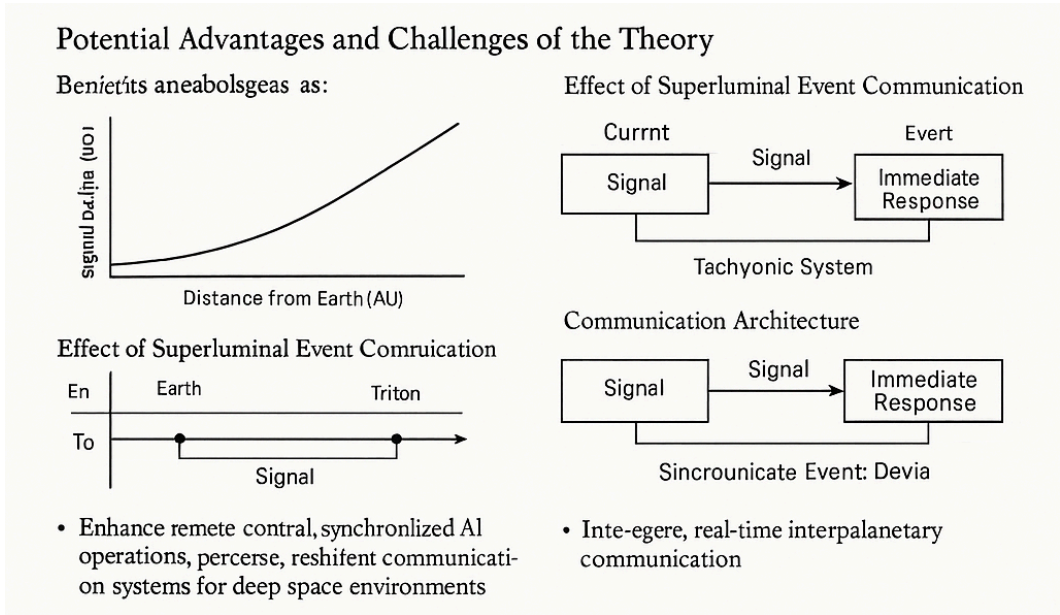 Potential Advantages and Challenges of the Theory
Benietits aneabolsgeas as:
Distance from Earth (AU)
Effect of Superluminal Event Comruication
En
Earth
Triton
To
Signal
• Enhance remete contral, synchronlized AI
operations, percerse, reshifent communicati-
on systems for deep space environments
Effect of Superluminal Event Communication
Currnt
Evert
Signal
Signal
Immediate
Response
Tachyonic System
Communication Architecture
Signal
Signal
Immediate
Response
Sincrounicate Event: Devia
• Inte-egere, real-time interpalanetary
communication